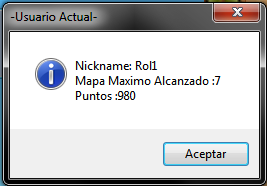 -Usuario Actual-
Nickname: Rol1
Mapa Maximo Alcanzado :7
Puntos :980
Aceptar